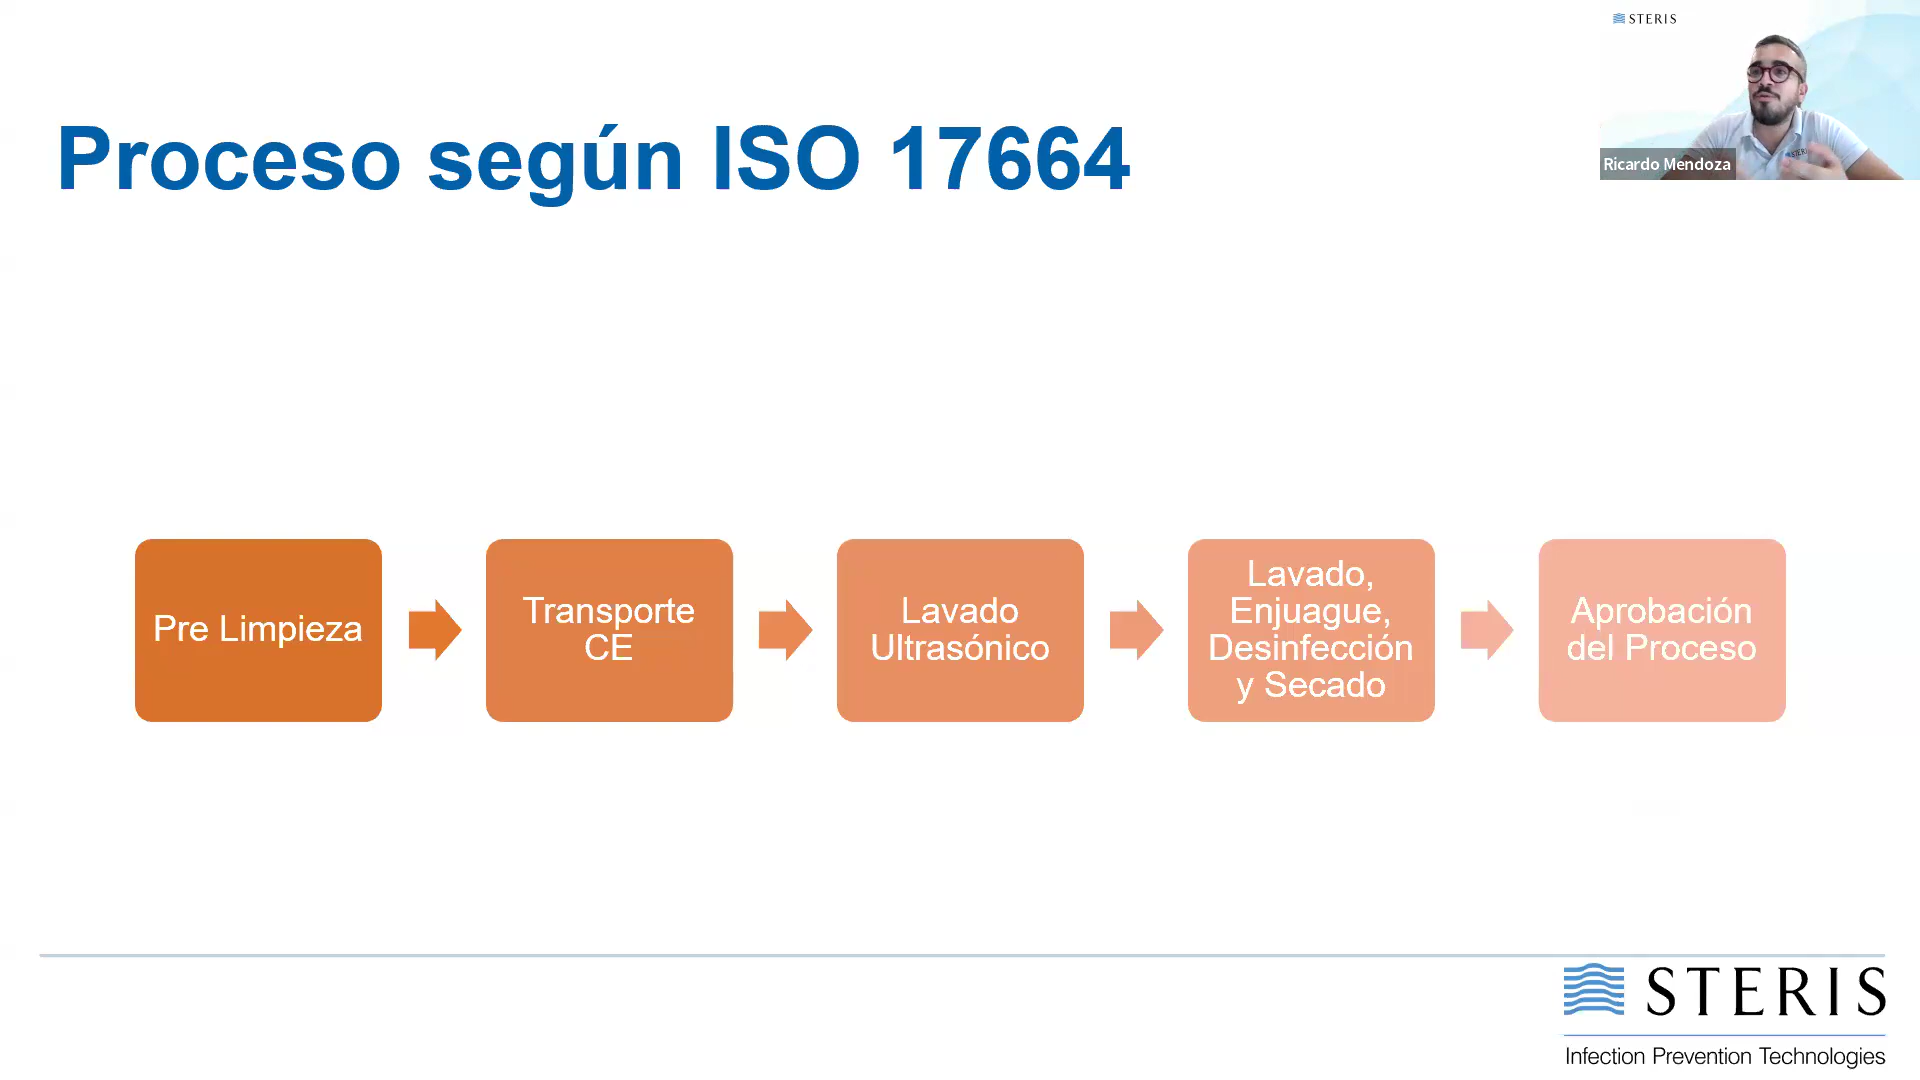 STERIS
Ricardo Mendoza
Proceso según ISO 17664
Pre Limpieza
Transporte
CE
Lavado
Ultrasónico
Lavado,
Enjuague,
Desinfección
y Secado
Aprobación
del Proceso
STERIS
Infection Prevention Technologies